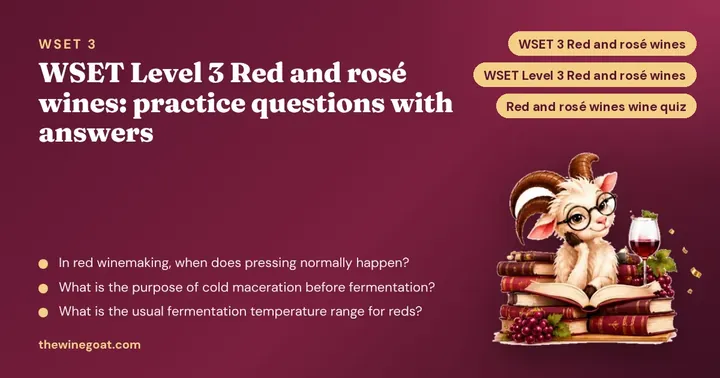 WSET 3
WSET Level 3 Red and rosé
wines: practice questions with
answers
WSET 3 Red and rosé wines
WSET Level 3 Red and rosé wines
Red and rosé wines wine quiz
In red winemaking, when does pressing normally happen?
What is the purpose of cold maceration before fermentation?
What is the usual fermentation temperature range for reds?
thewinegoat.com